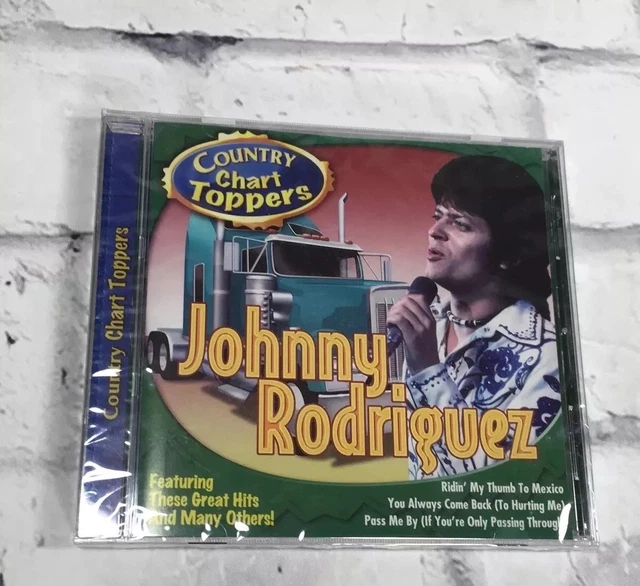 Country Chart Toppers
COUNTRY
Chart
Toppers
Johnny
Rodriguez
Featuring
These Great Hits
And Many Others!
Ridin' My Thumb To Mexico
You Always Come Back (To Hurting Me)
Pass Me By (If You're Only Passing Through